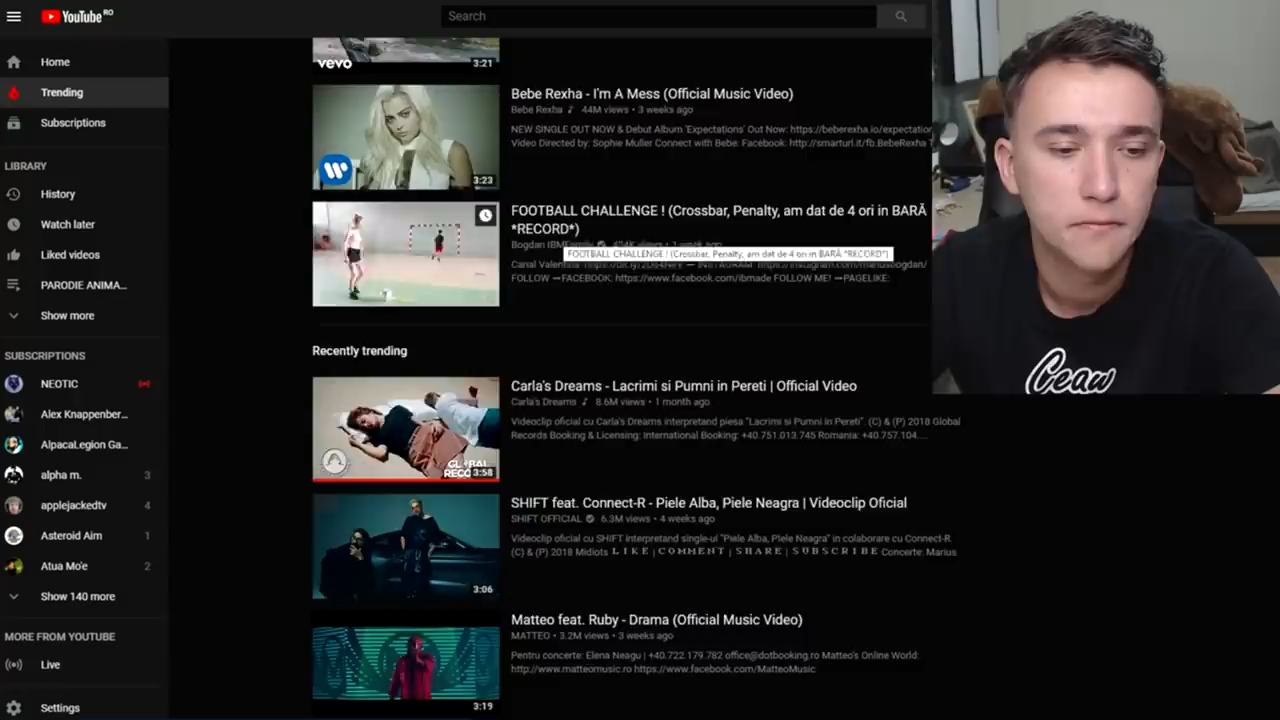 YouTube RO
Search
Home
Trending
Subscriptions
LIBRARY
History
Watch later
Liked videos
PARODIE ANIMA...
Show more
SUBSCRIPTIONS
NEOTIC
Alex Knappenber...
AlpacaLegion Ga...
alpha m. 3
applejackedtv 4
Asteroid Aim 1
Atua Mo'e 2
Show 140 more
MORE FROM YOUTUBE
Live
Settings
vevo 3:21
3:23
Bebe Rexha - I'm A Mess (Official Music Video)
Bebe Rexha 44M views • 3 weeks ago
NEW SINGLE OUT NOW & Debut Album 'Expectations' Out Now: https://beberexha.io/expectation
Video Directed by: Sophie Muller Connect with Bebe: Facebook: http://smarturl.it/fb.BebeRexha T
FOOTBALL CHALLENGE ! (Crossbar, Penalty, am dat de 4 ori in BARĂ
*RECORD*)
Bogdan
FOOTBALL CHALLENGE ! (Crossbar, Penalty, am dat de 4 ori in BARĂ *RECORD*)
FOLLOW —FACEBOOK: https://www.facebook.com/ibmade FOLLOW ME! —PAGELIKE:
Recently trending
GLOBAL
RECO
3:58
Carla's Dreams - Lacrimi si Pumni in Pereti | Official Video
Carla's Dreams 8.6M views • 1 month ago
Videoclip oficial cu Carla's Dreams interpretand piesa "Lacrimi si Pumni in Pereti". (C) & (P) 2018 Global
Records Booking & Licensing: International Booking: +40.751.013.745 Romania: +40.757.104....
3:06
SHIFT feat. Connect-R - Piele Alba, Piele Neagra | Videoclip Oficial
SHIFT OFFICIAL 6.3M views • 4 weeks ago
Videoclip oficial cu SHIFT interpretand single-ul "Piele Alba, Piele Neagra" in colaborare cu Connect-R.
(C) & (P) 2018 Midiots L I K E | C O M M E N T | S H A R E | S U B S C R I B E Concerte: Marius
3:19
Matteo feat. Ruby - Drama (Official Music Video)
MATTEO • 3.2M views • 3 weeks ago
Pentru concerte: Elena Neagu | +40.722.179.782 office@dotbooking.ro Matteo's Online World:
http://www.matteomusic.ro https://www.facebook.com/MatteoMusic
Ceaw